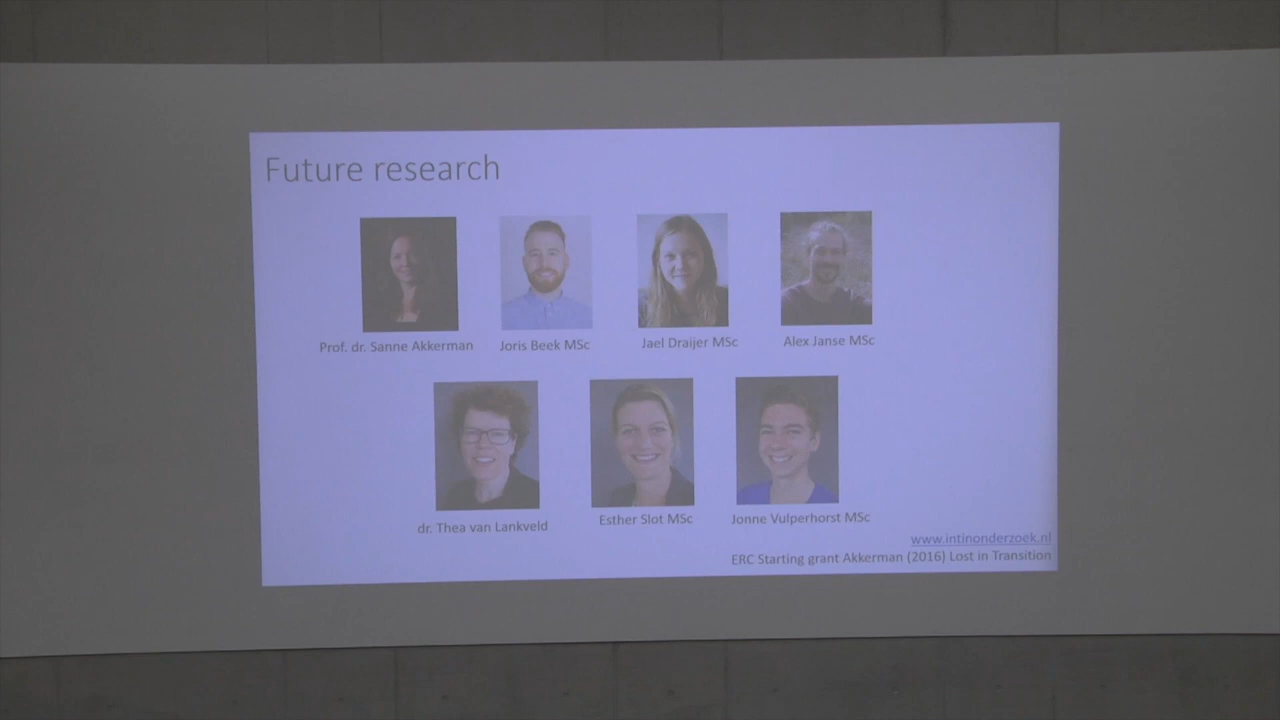 Future research
Prof. dr. Sanne Akkerman
Joris Beek MSc
Jael Draijer MSc
Alex Janse MSc
dr. Thea van Lankveld
Esther Slot MSc
Jonne Vulperhorst MSc
www.intinonderzoek.nl
ERC Starting grant Akkerman (2016) Lost in Transition